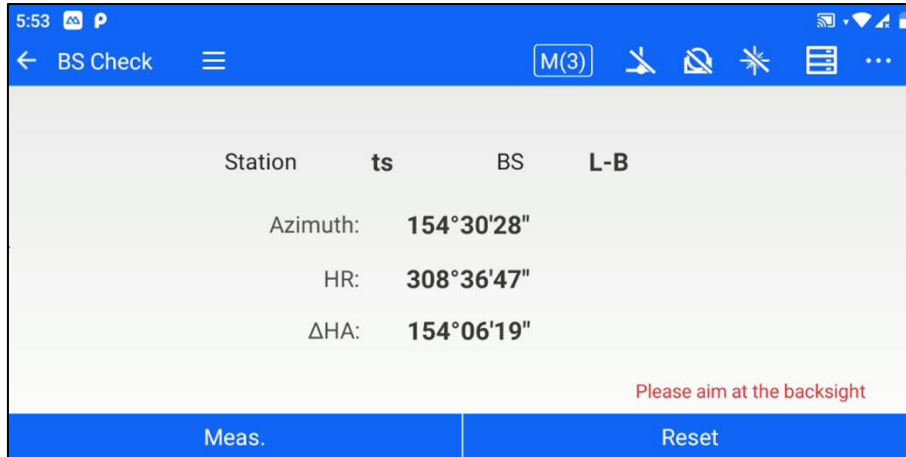 5:53
BS Check M(3)
Station ts BS L-B
Azimuth: 154°30'28"
HR: 308°36'47"
ΔHA: 154°06'19"
Please aim at the backsight
Meas. Reset